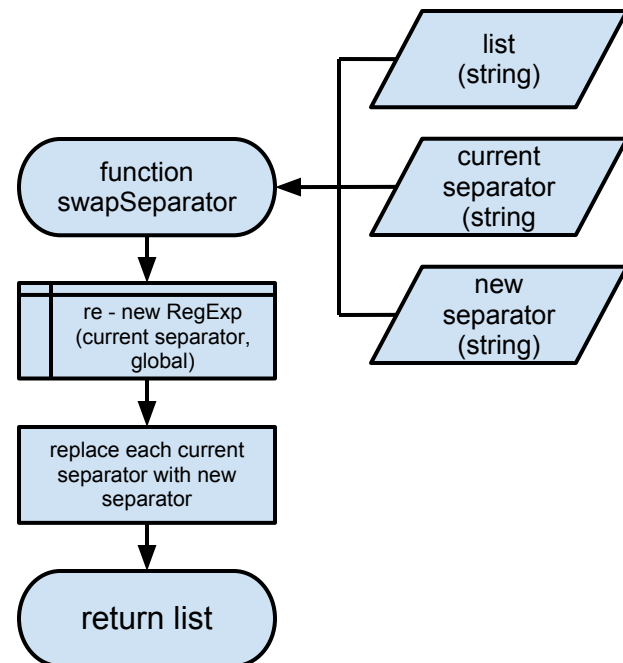 list
(string)
function
swapSeparator
current
separator
(string
new
separator
(string)
re - new RegExp
(current separator,
global)
replace each current
separator with new
separator
return list